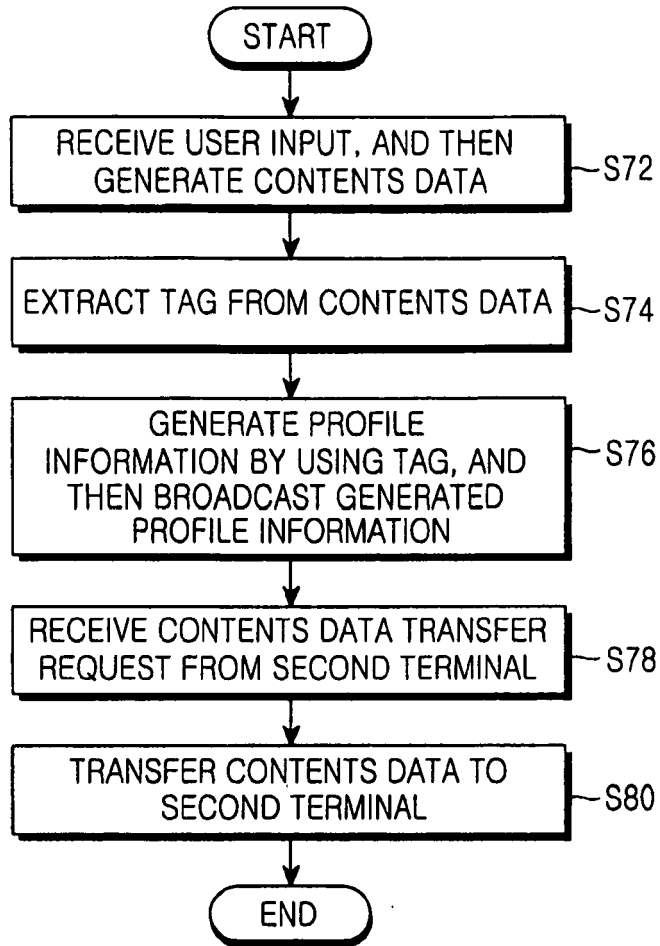 START
RECEIVE USER INPUT, AND THEN
GENERATE CONTENTS DATA
S72
EXTRACT TAG FROM CONTENTS DATA
S74
GENERATE PROFILE
INFORMATION BY USING TAG, AND
THEN BROADCAST GENERATED
PROFILE INFORMATION
S76
RECEIVE CONTENTS DATA TRANSFER
REQUEST FROM SECOND TERMINAL
S78
TRANSFER CONTENTS DATA TO
SECOND TERMINAL
S80
END